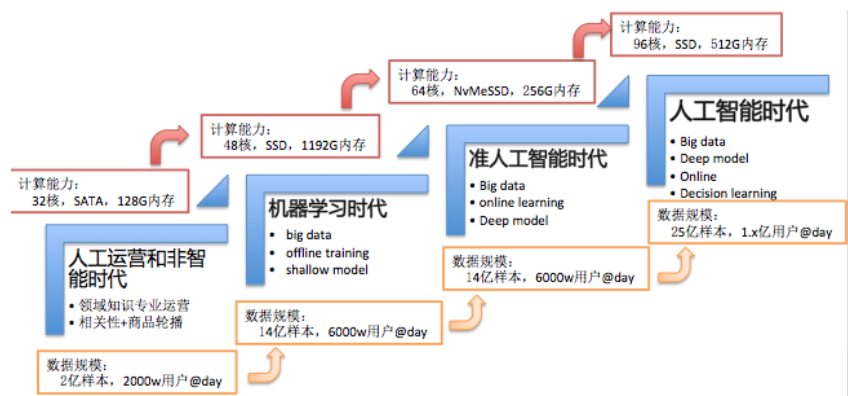 计算能力:
96核，SSD，512G内存
计算能力:
64核，NvMeSSD，256G内存
计算能力:
48核，SSD，1192G内存
计算能力:
32核，SATA，128G内存
人工智能时代
• Big data
• Deep model
• Online
• Decision learning
准人工智能时代
• Big data
• online learning
• Deep model
机器学习时代
• big data
• offline training
• shallow model
人工运营和非智
能时代
• 领域知识专业运营
• 相关性+商品轮播
数据规模:
25亿样本，1.x亿用户@day
数据规模:
14亿样本，6000w用户@day
数据规模:
14亿样本，6000w用户@day
数据规模:
2亿样本，2000w用户@day